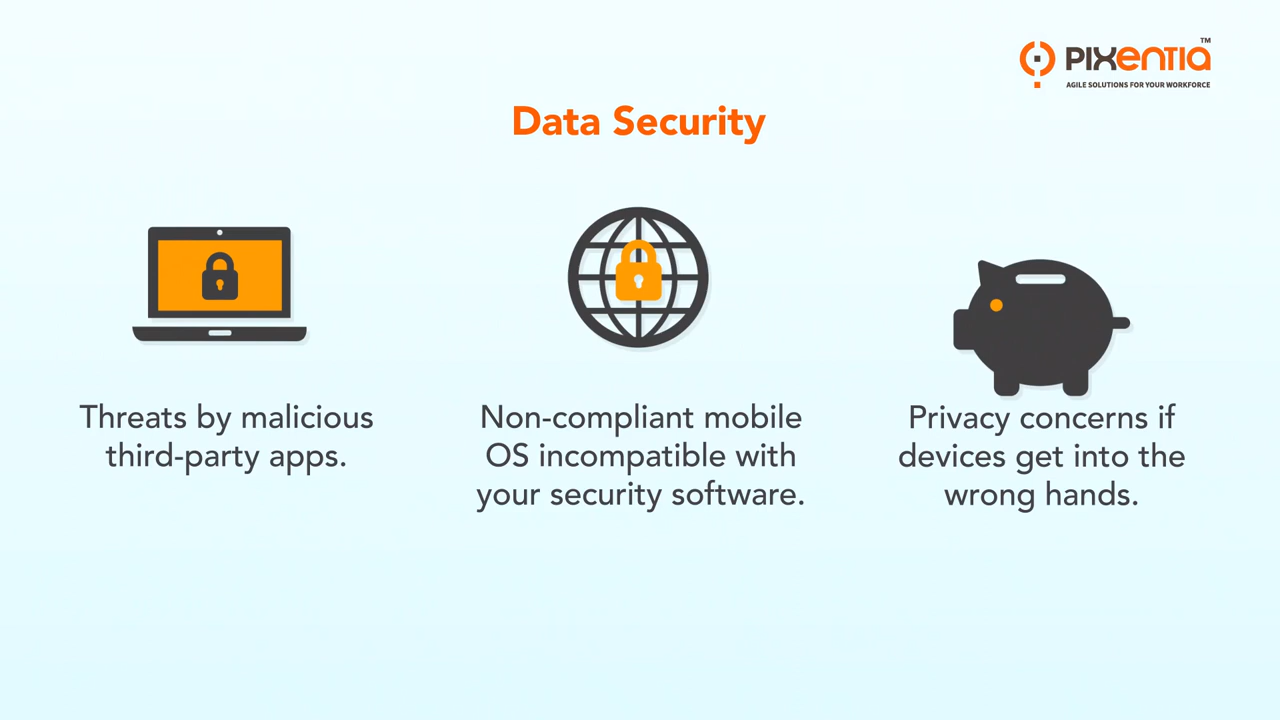 PIXENTIA™
AGILE SOLUTIONS FOR YOUR WORKFORCE
Data Security
Threats by malicious
third-party apps.
Non-compliant mobile
OS incompatible with
your security software.
Privacy concerns if
devices get into the
wrong hands.